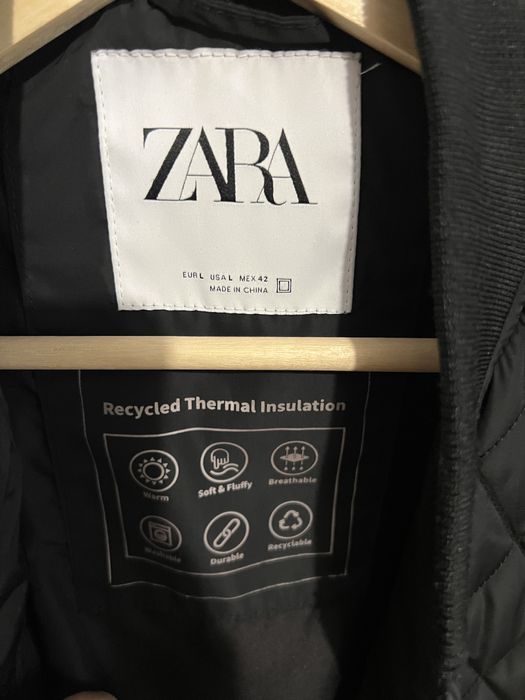 ZARA
EUR L USA L MEX 42
MADE IN CHINA
Recycled Thermal Insulation
Warm
Soft & Fluffy
Breathable
Washable
Durable
Recyclable